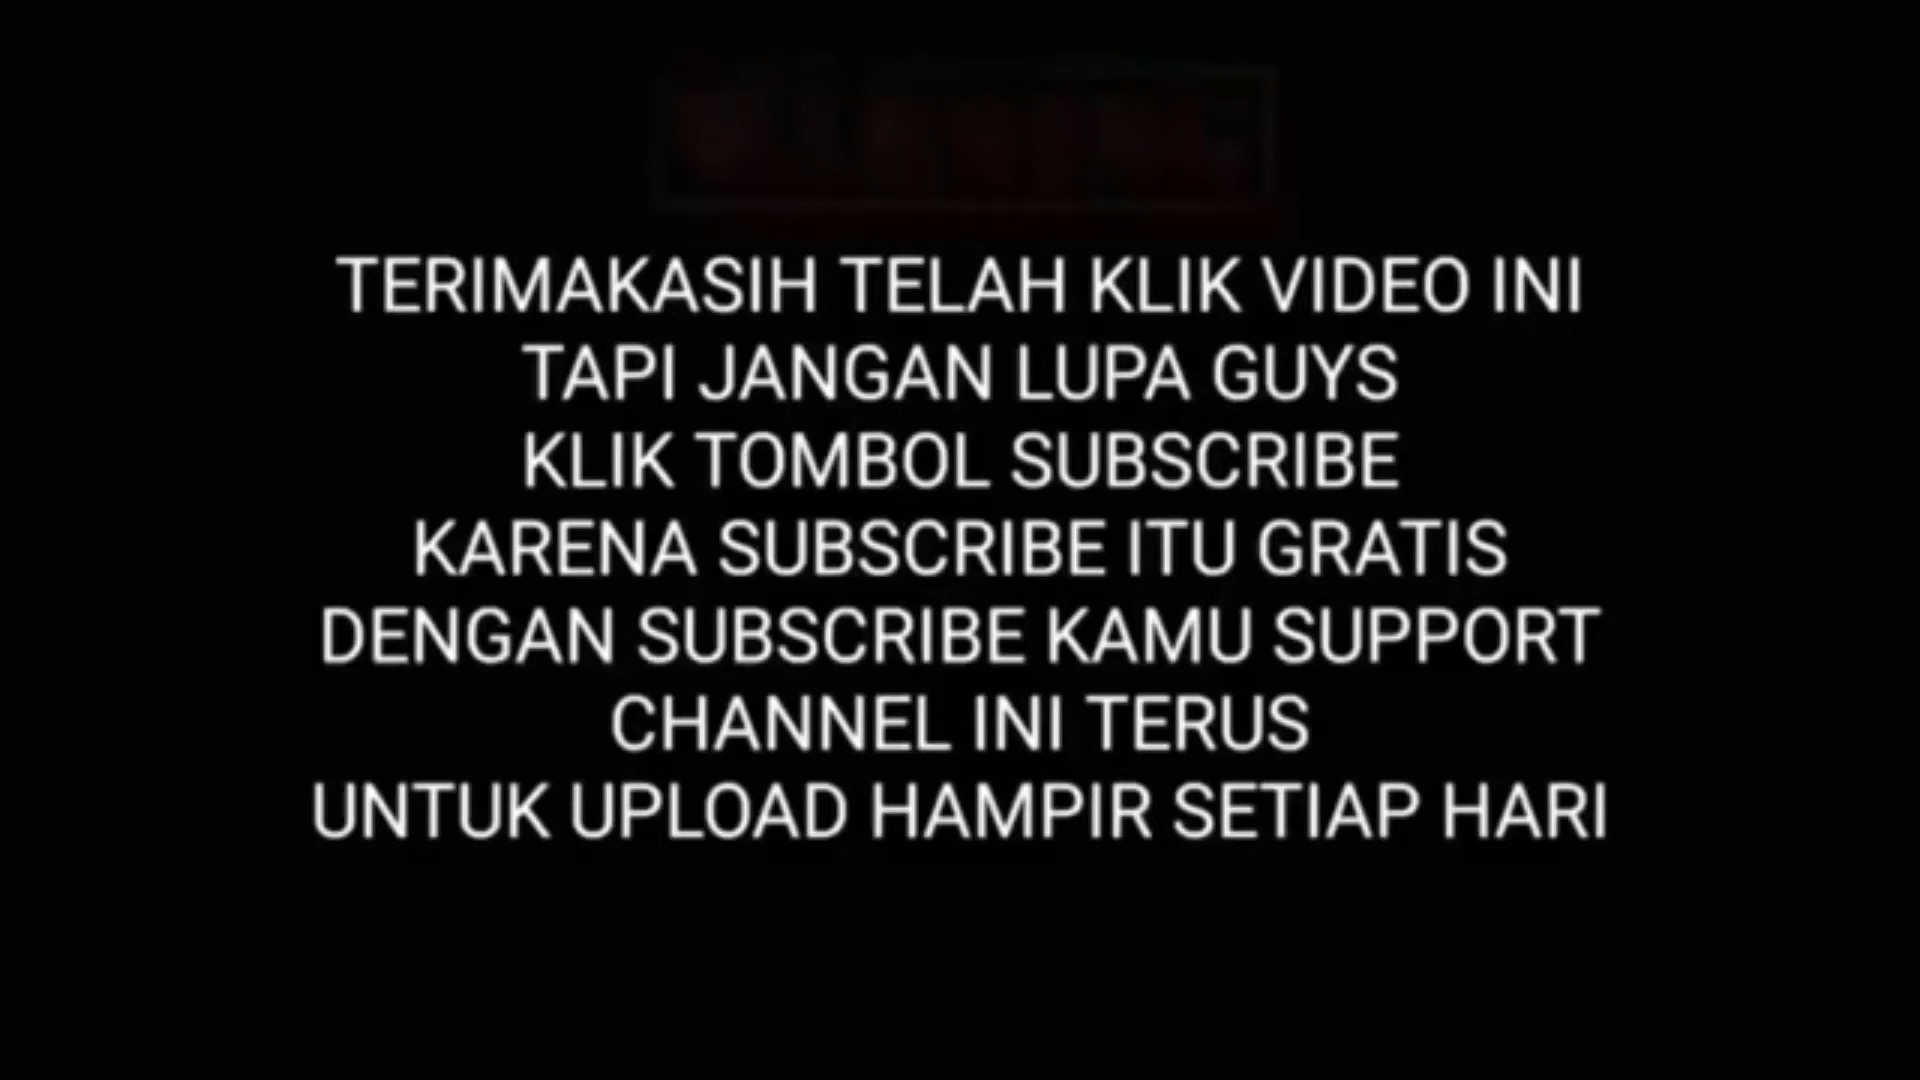 TERIMAKASIH TELAH KLIK VIDEO INI
TAPI JANGAN LUPA GUYS
KLIK TOMBOL SUBSCRIBE
KARENA SUBSCRIBE ITU GRATIS
DENGAN SUBSCRIBE KAMU SUPPORT
CHANNEL INI TERUS
UNTUK UPLOAD HAMPIR SETIAP HARI